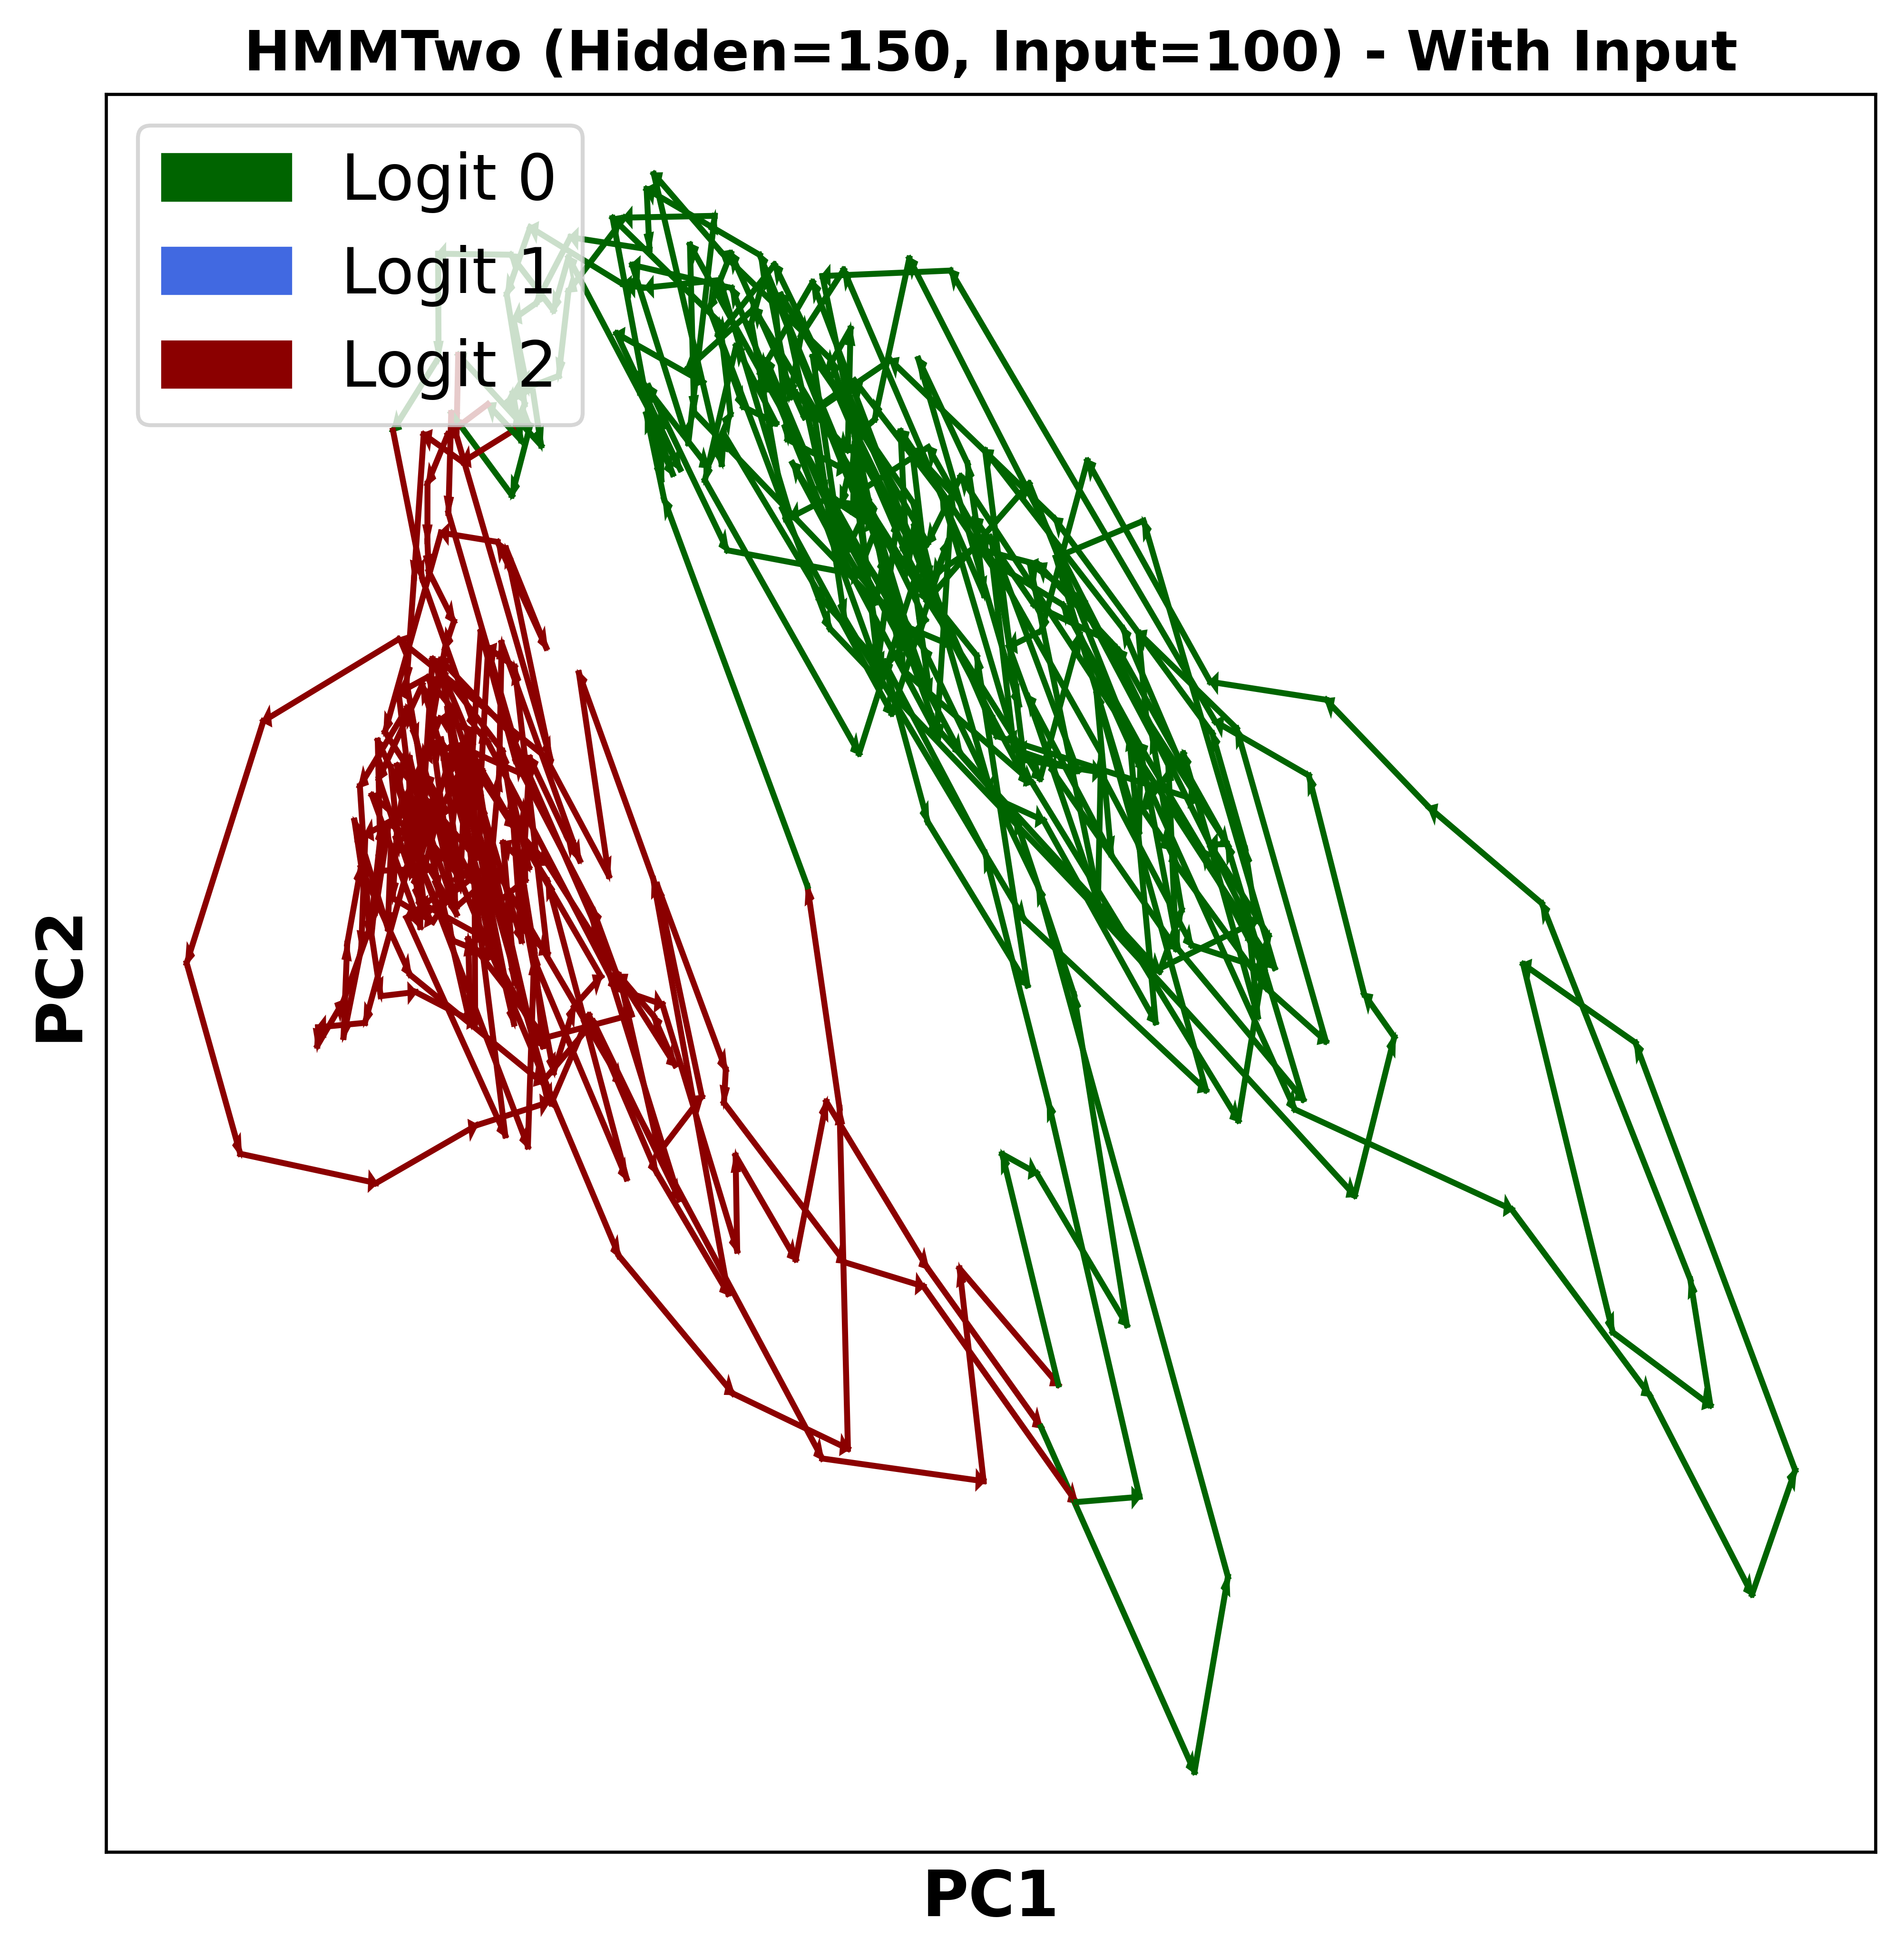 HMMTwo (Hidden=150, Input=100) - With Input
Logit 0
Logit 1
Logit 2
PC2
PC1